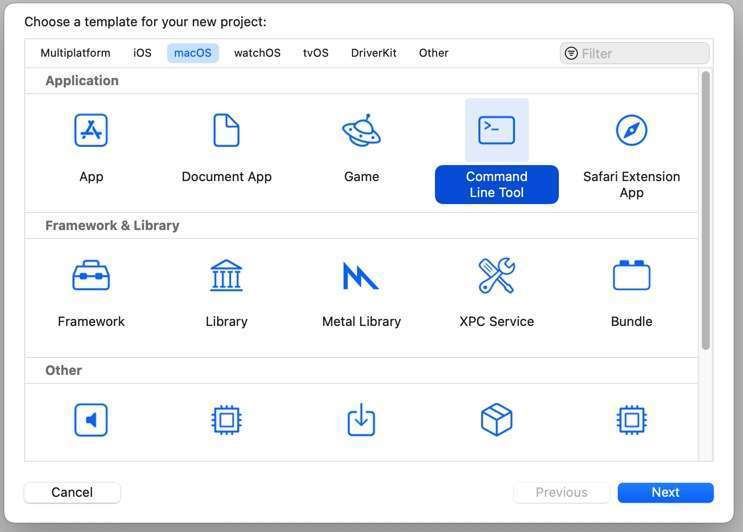 Choose a template for your new project:
Multiplatform iOS macOS watchOS tvOS DriverKit Other Filter
Application
App Document App Game Command Line Tool Safari Extension App
Framework & Library
Framework Library Metal Library XPC Service Bundle
Other
Cancel Previous Next